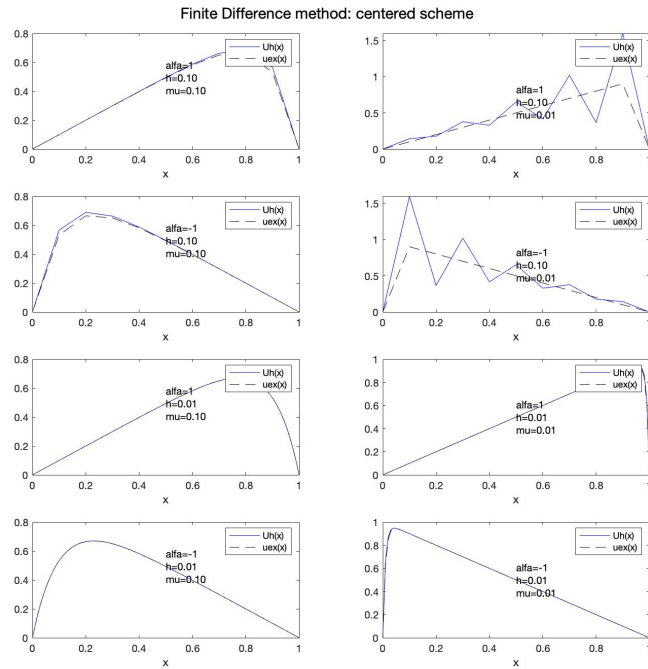 Finite Difference method: centered scheme
0.8
0.6
0.4
0.2
0
0 0.2 0.4 0.6 0.8 1
x
alfa=1
h=0.10
mu=0.10
Uh(x)
uex(x)
1.5
1
0.5
0
0 0.2 0.4 0.6 0.8 1
x
alfa=1
h=0.10
mu=0.01
Uh(x)
uex(x)
0.8
0.6
0.4
0.2
0
0 0.2 0.4 0.6 0.8 1
x
alfa=-1
h=0.10
mu=0.10
Uh(x)
uex(x)
1.5
1
0.5
0
0 0.2 0.4 0.6 0.8 1
x
alfa=-1
h=0.10
mu=0.01
Uh(x)
uex(x)
0.8
0.6
0.4
0.2
0
0 0.2 0.4 0.6 0.8 1
x
alfa=1
h=0.01
mu=0.10
Uh(x)
uex(x)
1
0.8
0.6
0.4
0.2
0
0 0.2 0.4 0.6 0.8 1
x
alfa=1
h=0.01
mu=0.01
Uh(x)
uex(x)
0.8
0.6
0.4
0.2
0
0 0.2 0.4 0.6 0.8 1
x
alfa=-1
h=0.01
mu=0.10
Uh(x)
uex(x)
1
0.8
0.6
0.4
0.2
0
0 0.2 0.4 0.6 0.8 1
x
alfa=-1
h=0.01
mu=0.01
Uh(x)
uex(x)